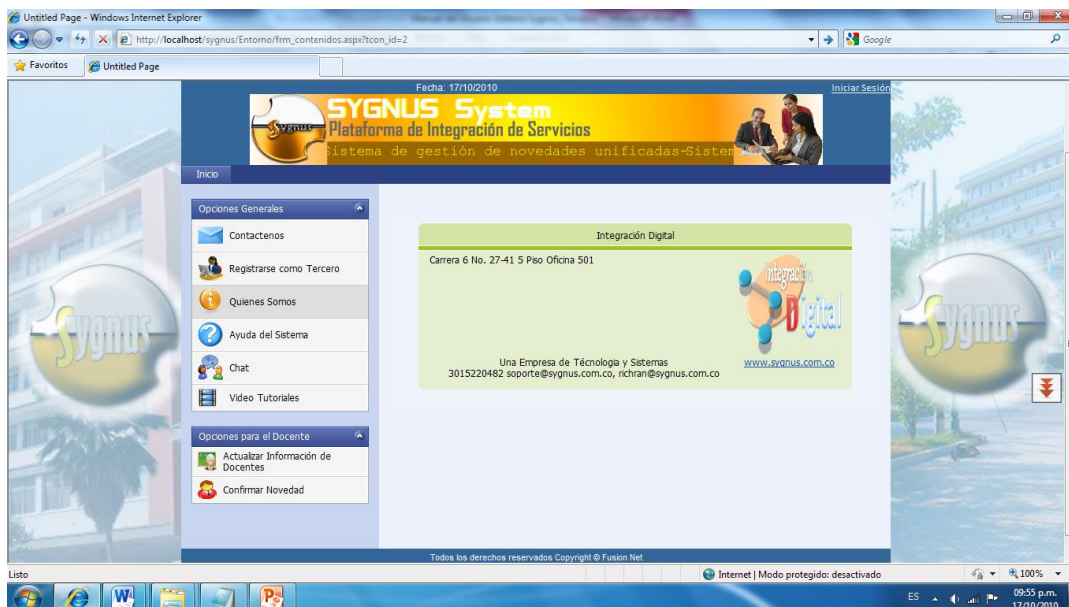 Untitled Page - Windows Internet Explorer
http://localhost/sygnus/Entorno/frm_contenidos.aspx?tcon_id=2
Google
Favoritos
Untitled Page
Fecha: 17/10/2010
Iniciar Sesión
Sygnus
SYGNUS System
Plataforma de Integración de Servicios
Sistema de gestión de novedades unificadas-Sistem
Inicio
Opciones Generales
Contactenos
Registrarse como Tercero
Quienes Somos
Ayuda del Sistema
Chat
Video Tutoriales
Opciones para el Docente
Actualizar Información de
Docentes
Confirmar Novedad
Integración Digital
Carrera 6 No. 27-41 5 Piso Oficina 501
integración
Digital
Una Empresa de Técnologia y Sistemas
3015220482 soporte@sygnus.com.co, richran@sygnus.com.co
www.sygnus.com.co
Sygnus
Sygnus
Todos los derechos reservados Copyright © Fusion Net
Listo
Internet | Modo protegido: desactivado
100%
ES
09:55 p.m.
17/10/2010